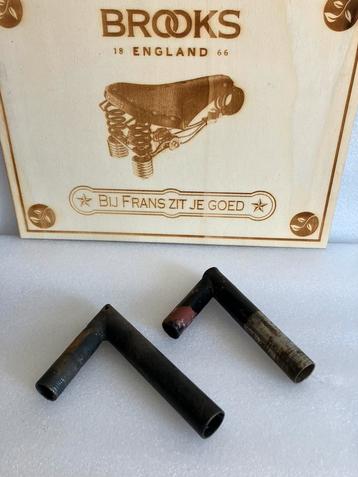 BROOKS
18 ENGLAND 66
BIJ FRANS ZIT JE GOED